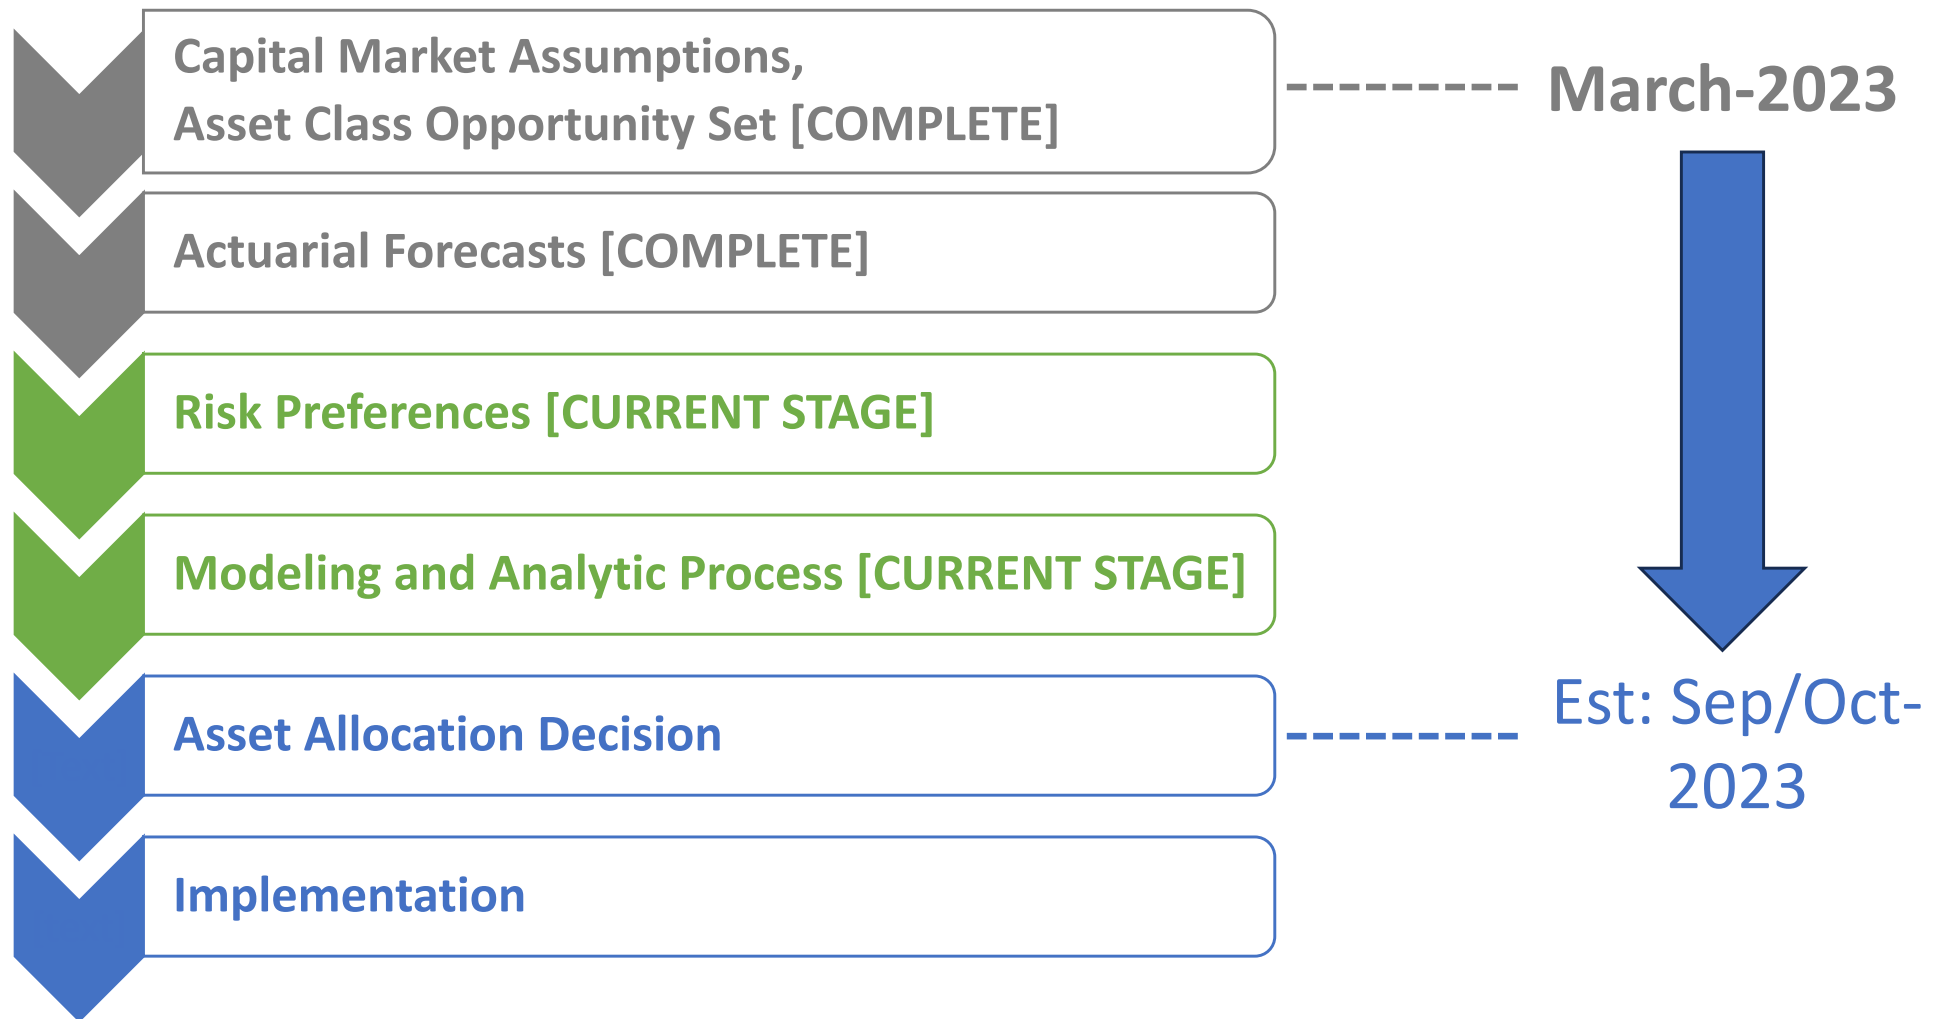 Capital Market Assumptions,
Asset Class Opportunity Set [COMPLETE]
March-2023
Actuarial Forecasts [COMPLETE]
Risk Preferences [CURRENT STAGE]
Modeling and Analytic Process [CURRENT STAGE]
Asset Allocation Decision
Est: Sep/Oct-
2023
Implementation